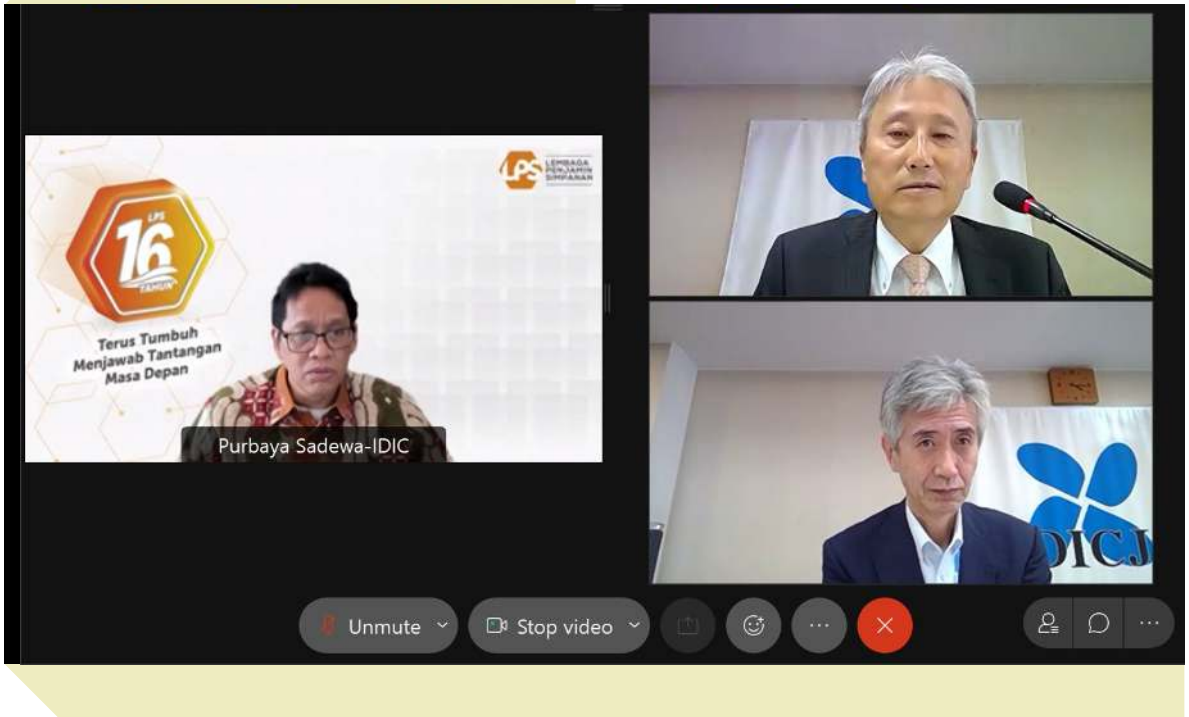 LPS
LEMBAGA
PENJAMIN
SIMPANAN
LPS
16
TAHUN
Terus Tumbuh
Menjawab Tantangan
Masa Depan
Purbaya Sadewa-IDIC
DICJ
Unmute
Stop video